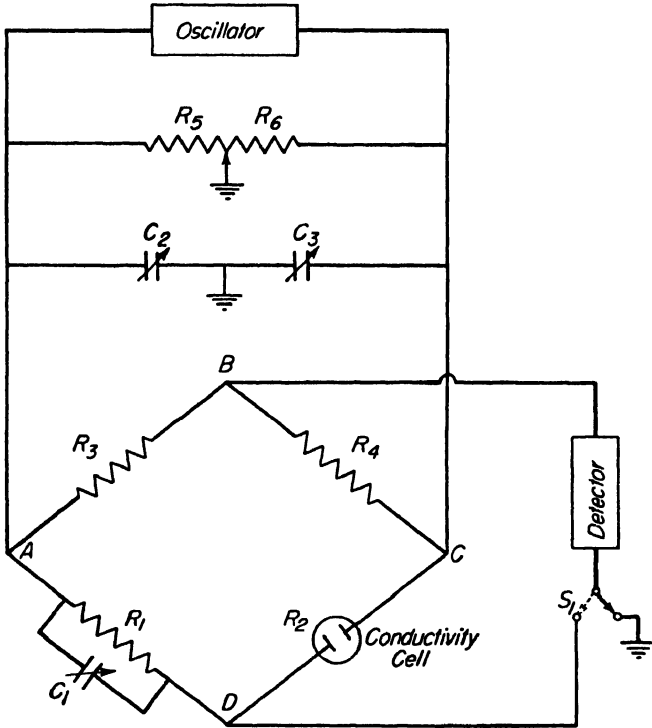 Oscillator
R5 R6
C2 C3
B
R3 R4
A C
Detector
S1
R1 R2 Conductivity
Cell
C1
D